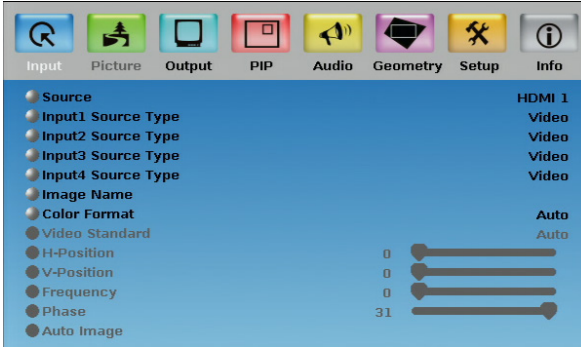 Input Picture Output PIP Audio Geometry Setup Info
Source HDMI 1
Input1 Source Type Video
Input2 Source Type Video
Input3 Source Type Video
Input4 Source Type Video
Image Name
Color Format Auto
Video Standard Auto
H-Position 0
V-Position 0
Frequency 0
Phase 31
Auto Image